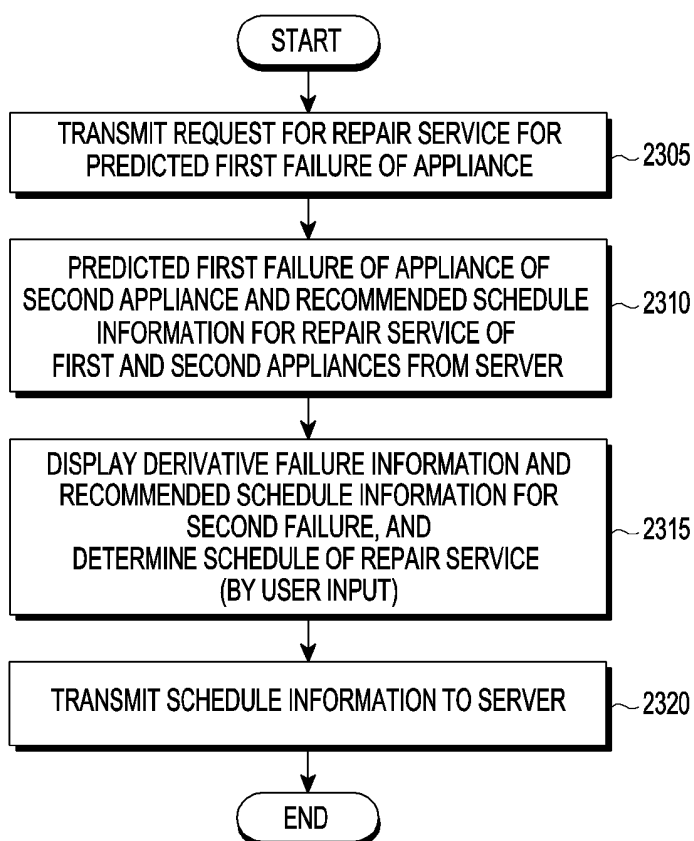 START
TRANSMIT REQUEST FOR REPAIR SERVICE FOR
PREDICTED FIRST FAILURE OF APPLIANCE
2305
PREDICTED FIRST FAILURE OF APPLIANCE OF
SECOND APPLIANCE AND RECOMMENDED SCHEDULE
INFORMATION FOR REPAIR SERVICE OF
FIRST AND SECOND APPLIANCES FROM SERVER
2310
DISPLAY DERIVATIVE FAILURE INFORMATION AND
RECOMMENDED SCHEDULE INFORMATION FOR
SECOND FAILURE, AND
DETERMINE SCHEDULE OF REPAIR SERVICE
(BY USER INPUT)
2315
TRANSMIT SCHEDULE INFORMATION TO SERVER
2320
END